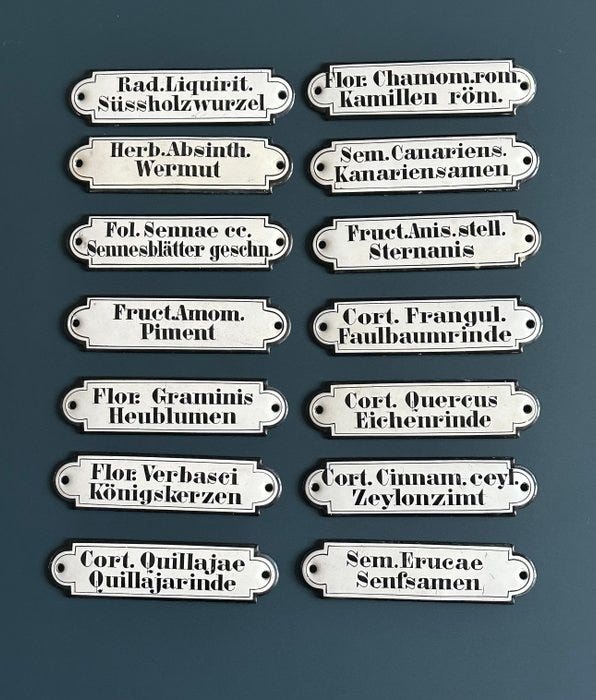 Rad.Liquirit.
Süssholzwurzel
Flor. Chamom.röm.
Kamillen röm.
Herb.Absinth.
Wermut
Sem.Canariens.
Kanariensamen
Fol. Sennae cc.
Sennesblätter geschn.
Fruct.Anis.stell.
Sternanis
Fruct.Amom.
Piment
Cort. Frangul.
Faulbaumrinde
Flor. Graminis
Heublumen
Cort. Quercus
Eichenrinde
Flor. Verbasci
Königskerzen
Cort. Cinnam. ceyl.
Zeylonzimt
Cort. Quillajae
Quillajarinde
Sem.Erucae
Senfsamen